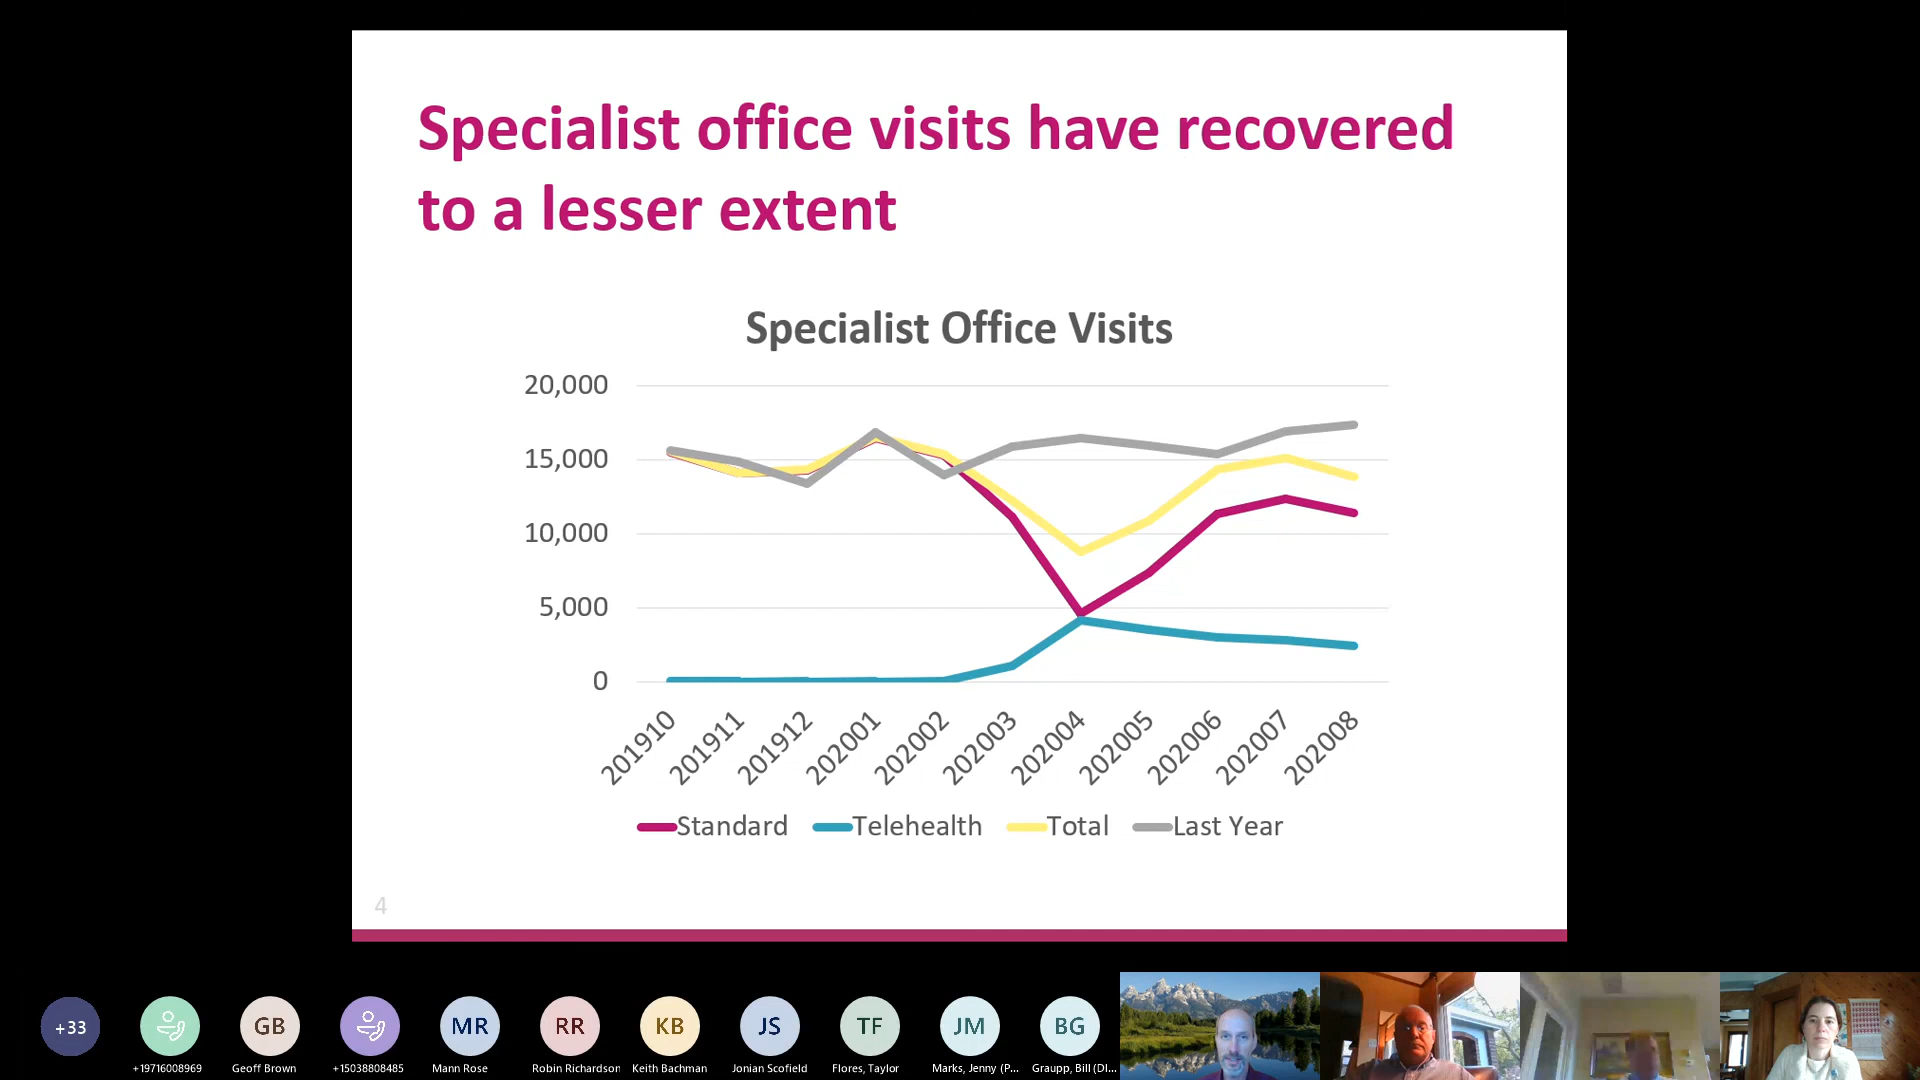 Specialist office visits have recovered
to a lesser extent
Specialist Office Visits
20,000
15,000
10,000
5,000
0
201910
201911
201912
202001
202002
202003
202004
202005
202006
202007
202008
Standard
Telehealth
Total
Last Year
4
+33
GB
MR
RR
KB
JS
TF
JM
BG
+19716008969
Geoff Brown
+15038808485
Mann Rose
Robin Richardson
Keith Bachman
Jonian Scofield
Flores, Taylor
Marks, Jenny (P...
Graupp, Bill (DI...